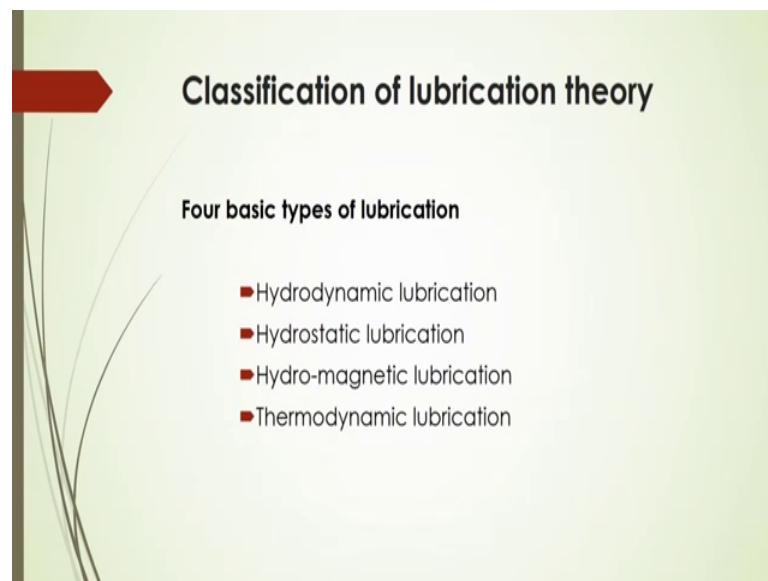 Classification of lubrication theory
Four basic types of lubrication
Hydrodynamic lubrication
Hydrostatic lubrication
Hydro-magnetic lubrication
Thermodynamic lubrication